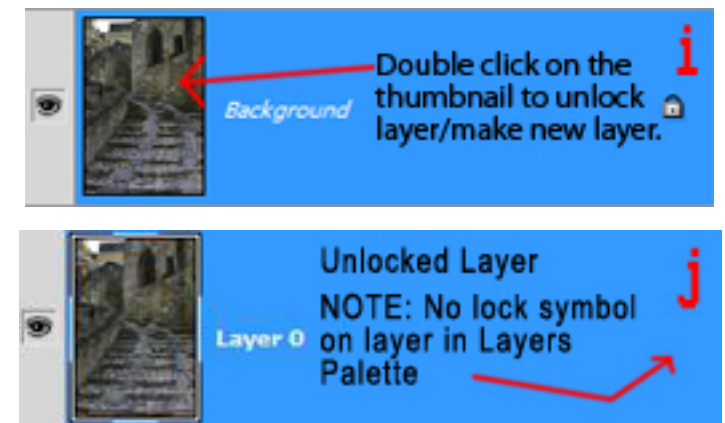 i
Double click on the
Background thumbnail to unlock
layer/make new layer.
j
Unlocked Layer
NOTE: No lock symbol
Layer 0 on layer in Layers
Palette